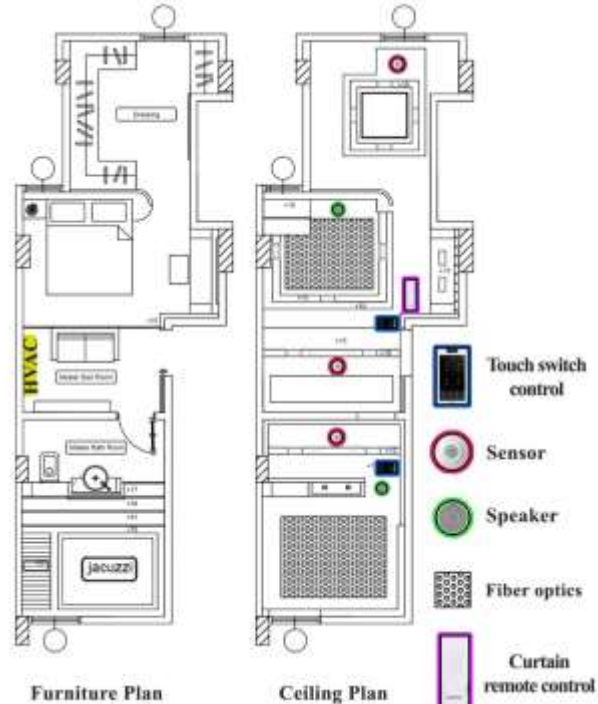 Dressing
HVAC
Master Bed Room
Master Bath Room
jacuzzi
Touch switch
control
Sensor
Speaker
Fiber optics
Curtain
remote control
Furniture Plan
Ceiling Plan